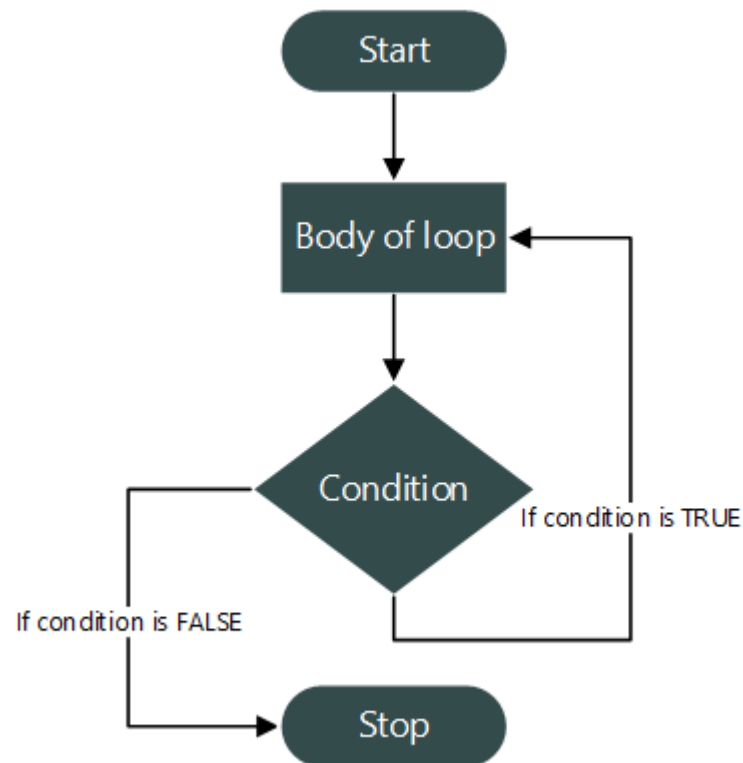 Start
Body of loop
Condition
If condition is TRUE
If condition is FALSE
Stop